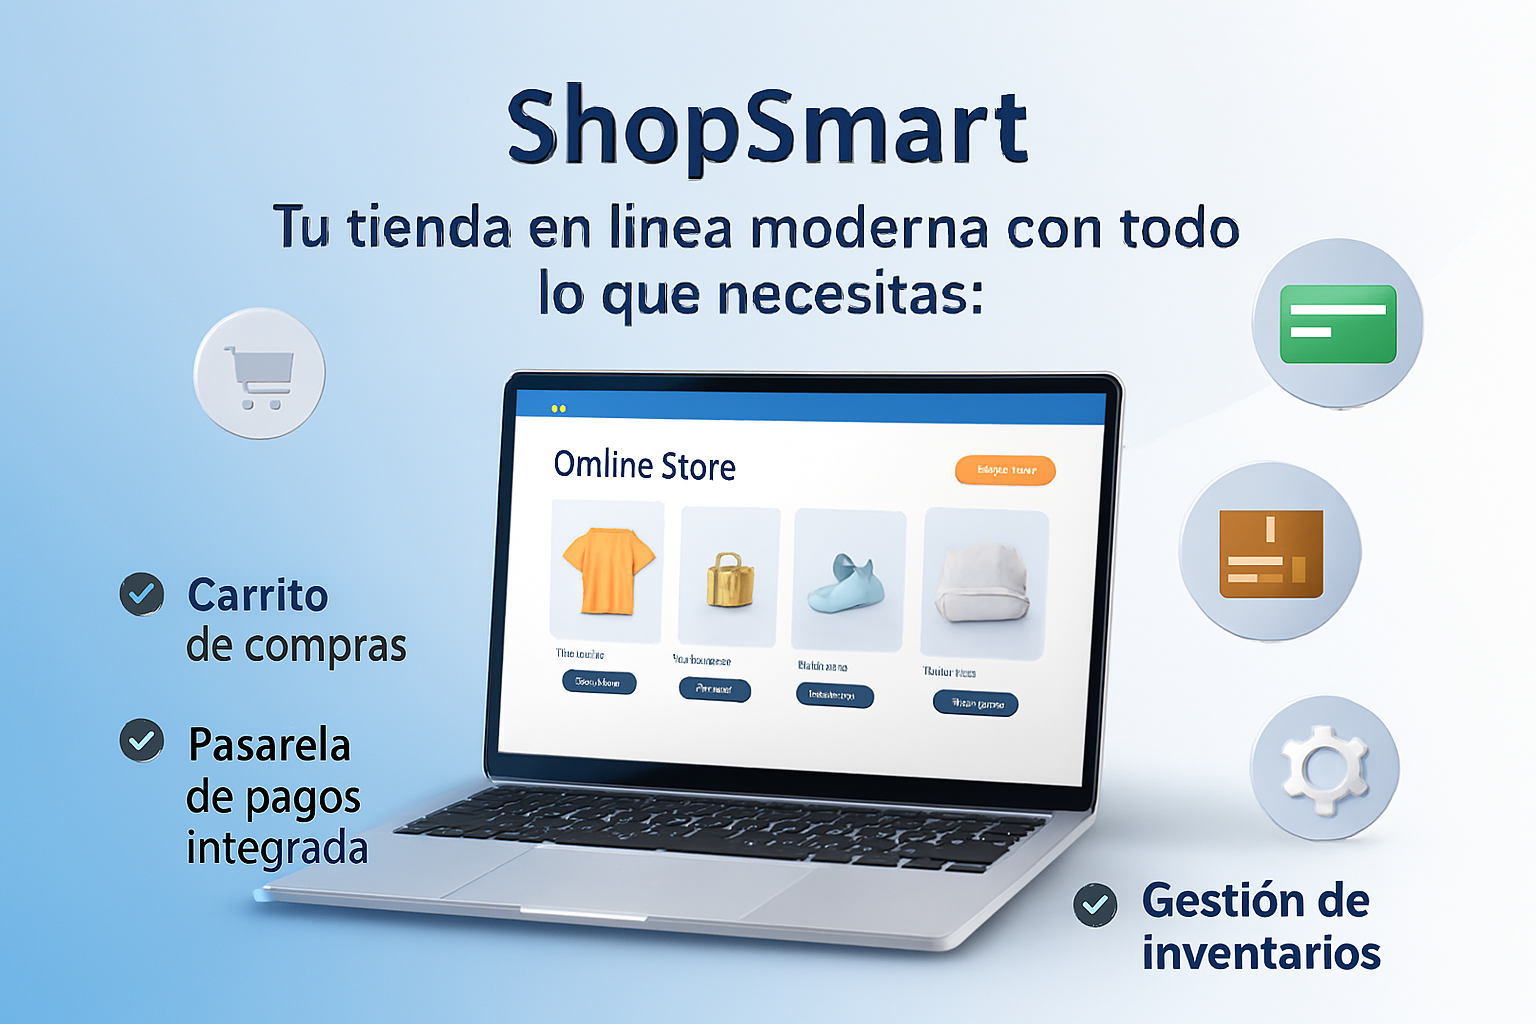 ShopSmart
Tu tienda en linea moderna con todo
lo que necesitas:
Omline Store
Carrito
de compras
Pasarela
de pagos
integrada
Gestión de
inventarios